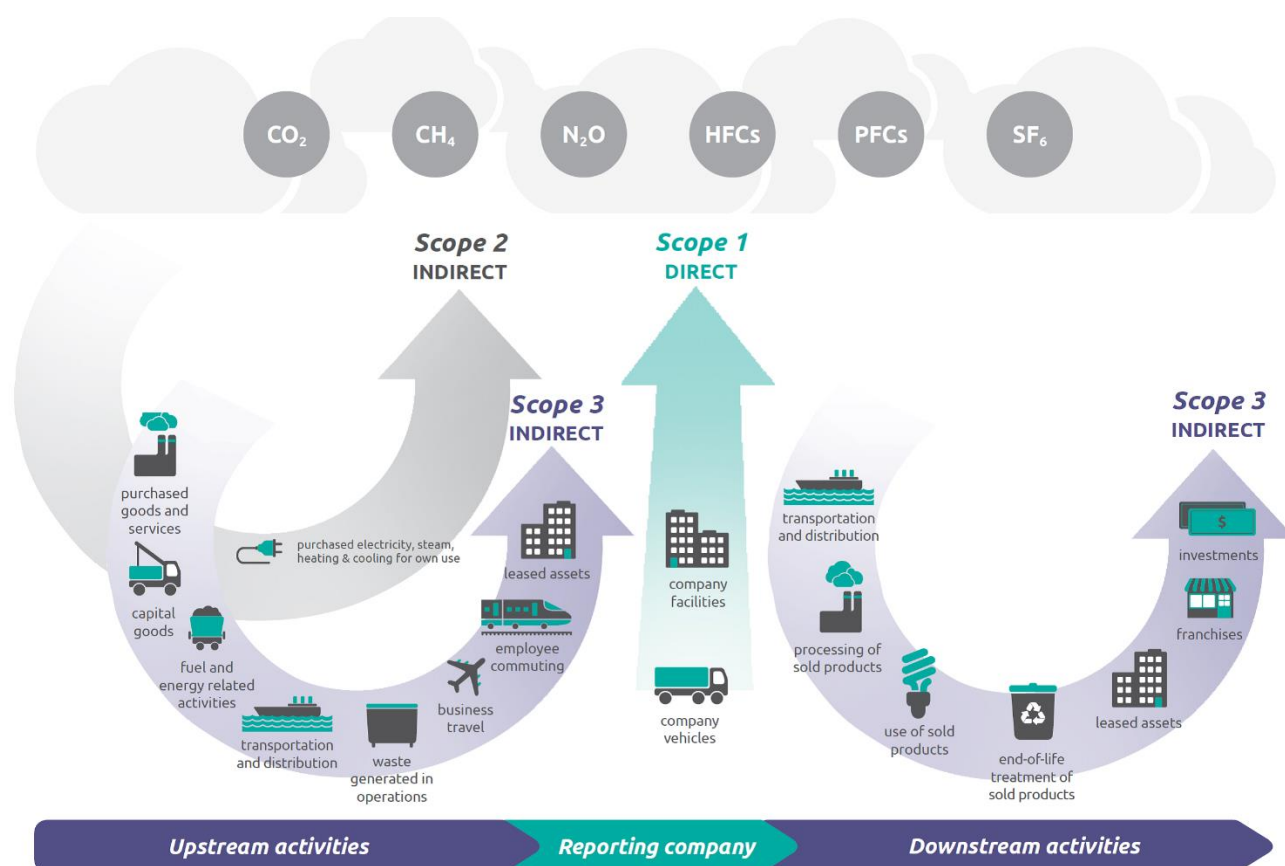 CO₂
CH₄
N₂O
HFCs
PFCs
SF₆
Scope 2
INDIRECT
Scope 1
DIRECT
Scope 3
INDIRECT
Scope 3
INDIRECT
purchased
goods and
services
capital
goods
fuel and
energy related
activities
transportation
and distribution
waste
generated in
operations
business
travel
employee
commuting
leased assets
purchased electricity, steam,
heating & cooling for own use
company
facilities
company
vehicles
transportation
and distribution
processing of
sold products
use of sold
products
end-of-life
treatment of
sold products
leased assets
franchises
$
investments
Upstream activities
Reporting company
Downstream activities